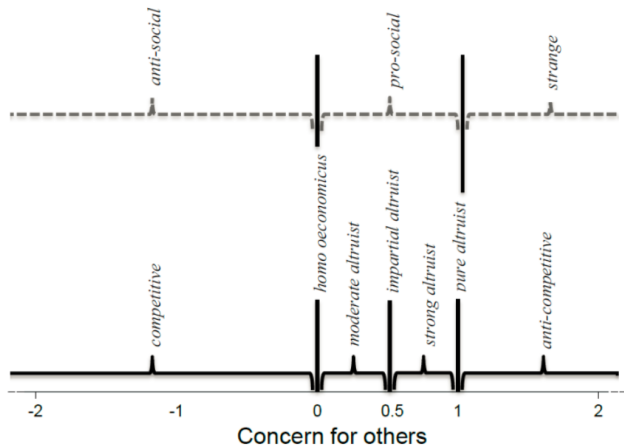 anti-social
pro-social
strange
competitive
homo oeconomicus
moderate altruist
impartial altruist
strong altruist
pure altruist
anti-competitive
-2
-1
0
0.5
1
2
Concern for others